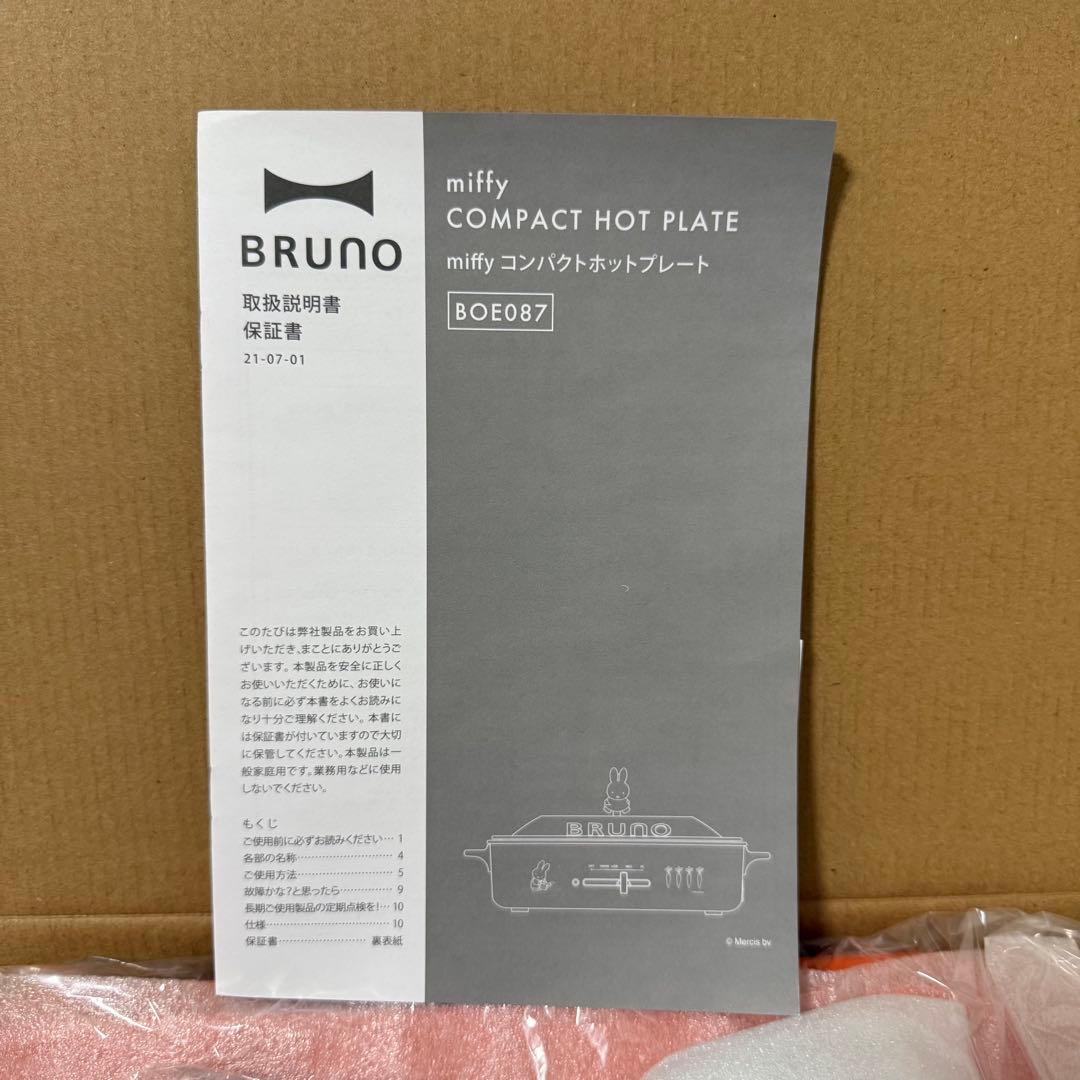 BRUNO
取扱説明書
保証書
21-07-01
miffy
COMPACT HOT PLATE
miffy コンパクトホットプレート
BOE087
このたびは弊社製品をお買い上
げいただき、まことにありがとうご
ざいます。本製品を安全に正しく
お使いいただくために、お使いに
なる前に必ず本書をよくお読みに
なり十分ご理解ください。本書に
は保証書が付いていますので大切
に保管してください。本製品は一
般家庭用です。業務用などに使用
しないでください。
もくじ
ご使用前に必ずお読みください… 1
各部の名称………………………… 4
ご使用方法………………………… 5
故障かな?と思ったら…………… 9
長期ご使用製品の定期点検を!… 10
仕様………………………………… 10
保証書……………………… 裏表紙
BRUNO
© Mercis bv